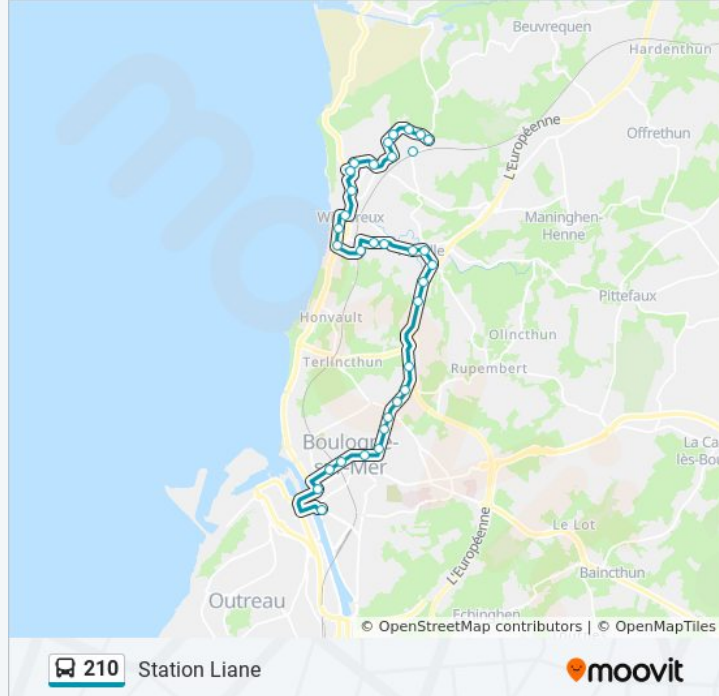 Beuvrequen
Hardenthun
L'Européenne
Offrethun
Maninghen-
Henne
Pittefaux
Honvault
Olincthun
Terlincthun
Rupembert
Boulogne-
sur-Mer
La Ca
lès-Bou
Le Lot
L'Européenne
Baincthun
Outreau
Echinghen
© OpenStreetMap contributors | © OpenMapTiles
210 Station Liane
moovit